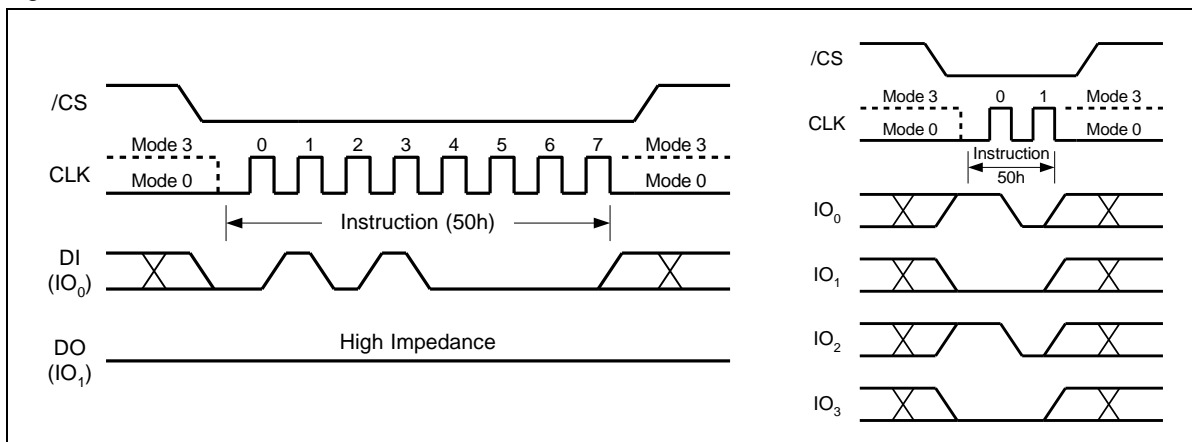 /CS
Mode 3 0 1 2 3 4 5 6 7 Mode 3
CLK
Mode 0 Mode 0
Instruction (50h)
DI
(IO0)
High Impedance
DO
(IO1)
/CS
Mode 3 0 1 Mode 3
CLK
Mode 0 Mode 0
Instruction
50h
IO0
IO1
IO2
IO3